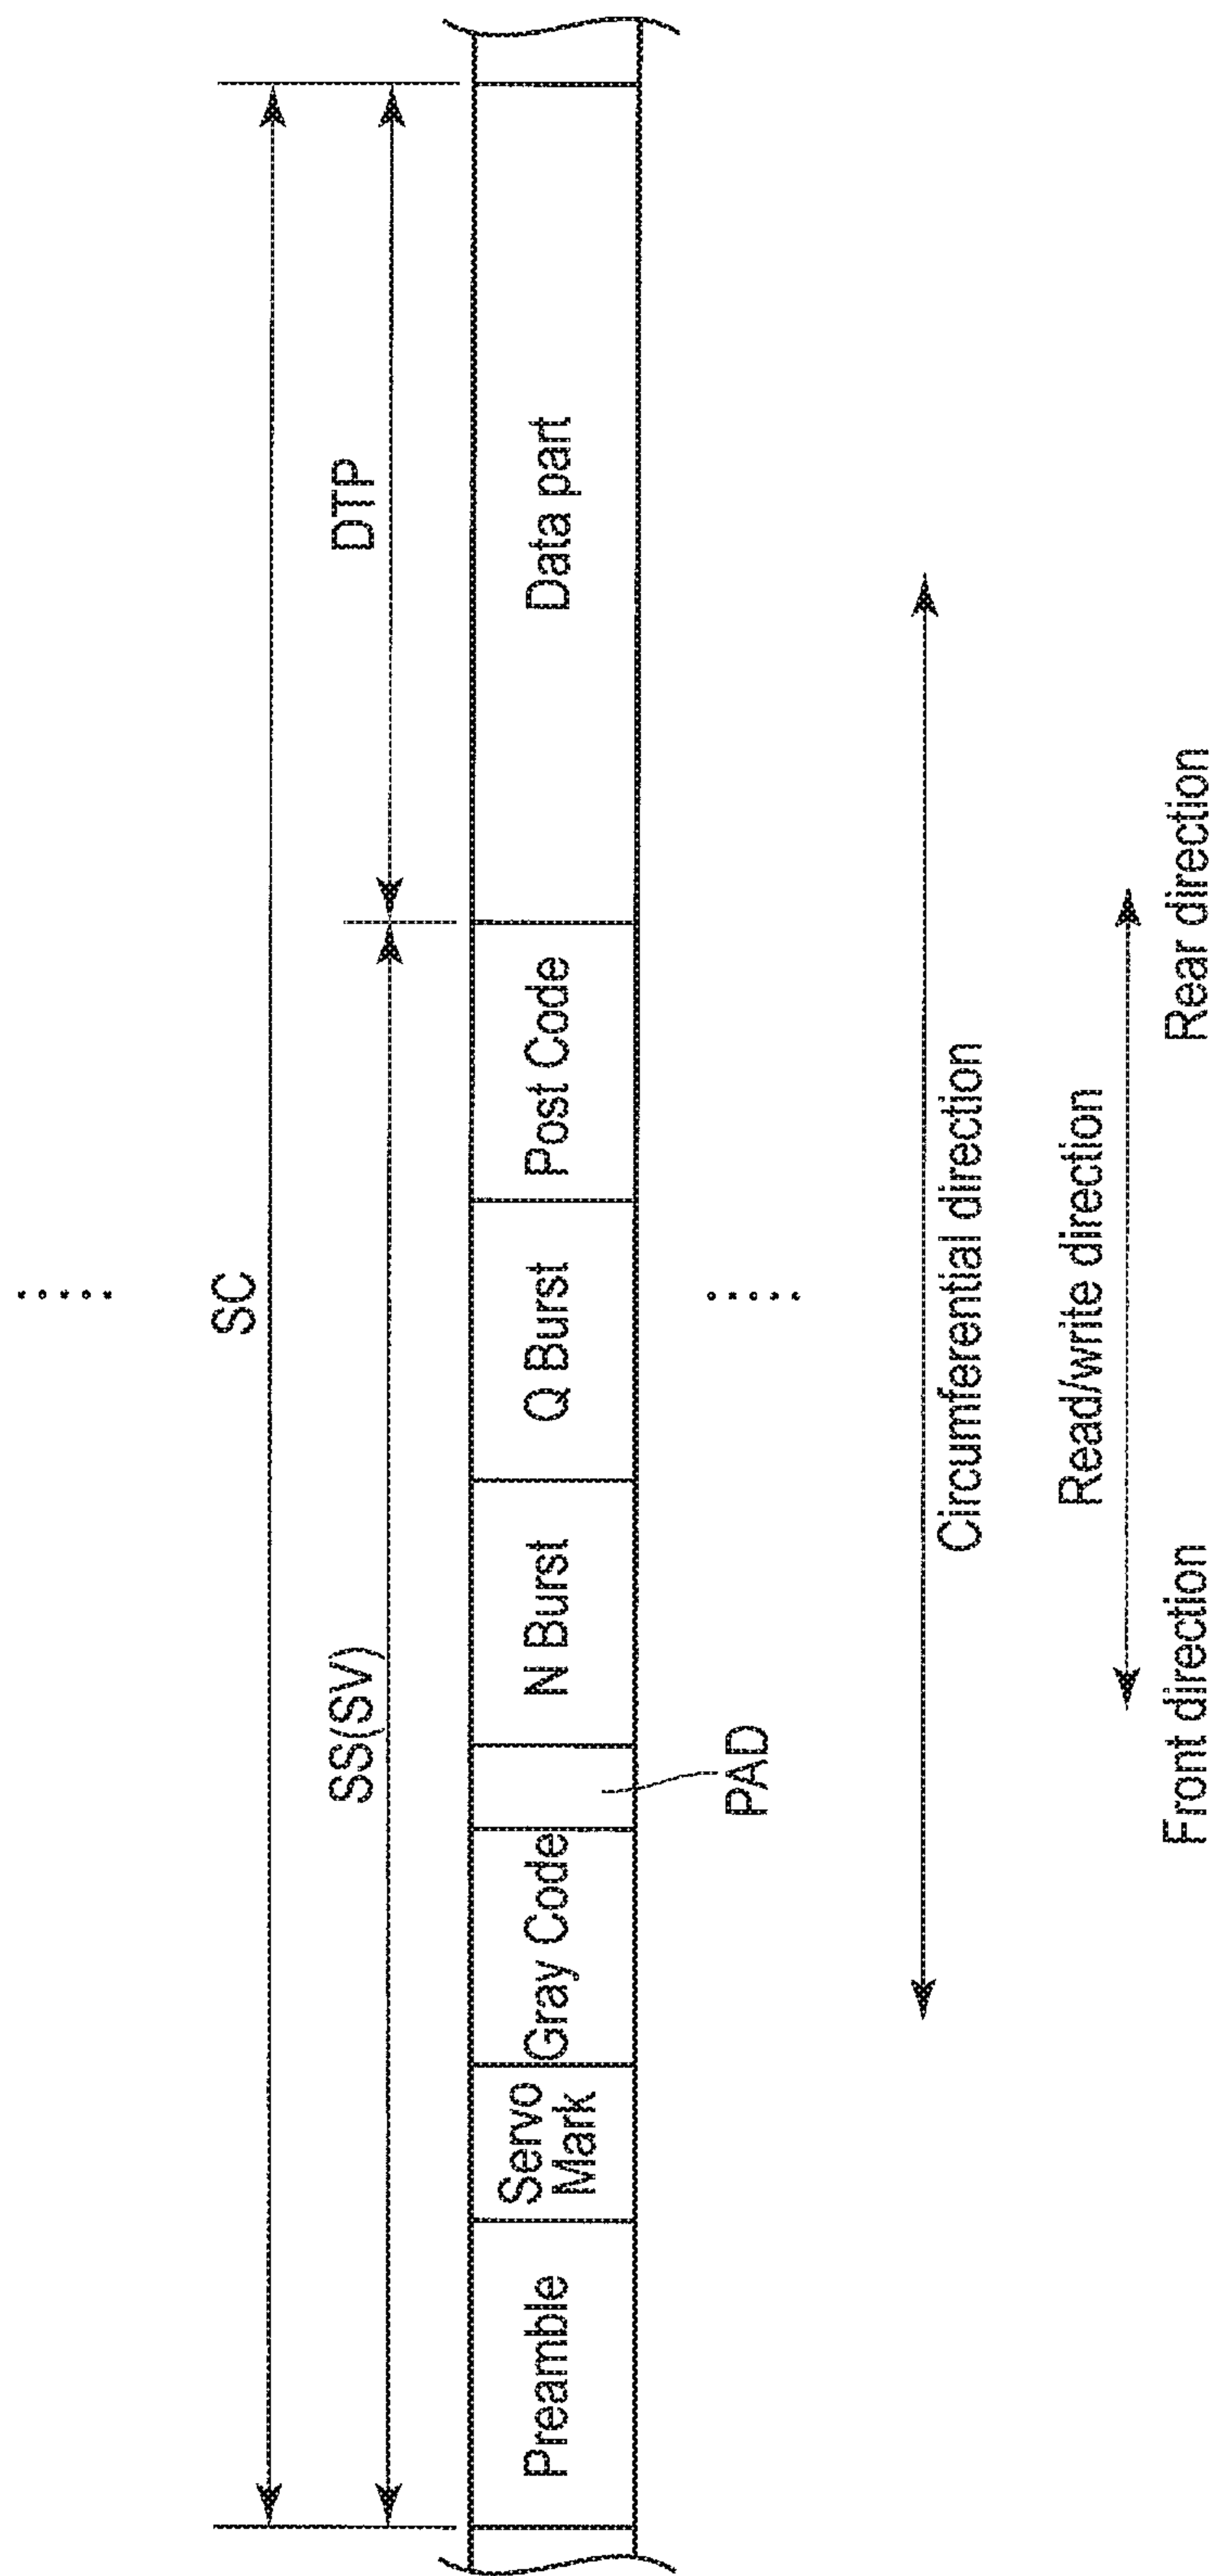 SC
SS(SV)
DTP
Preamble
Servo
Mark
Gray Code
N Burst
Q Burst
Post Code
Data part
PAD
Circumferential direction
Read/write direction
Front direction
Rear direction